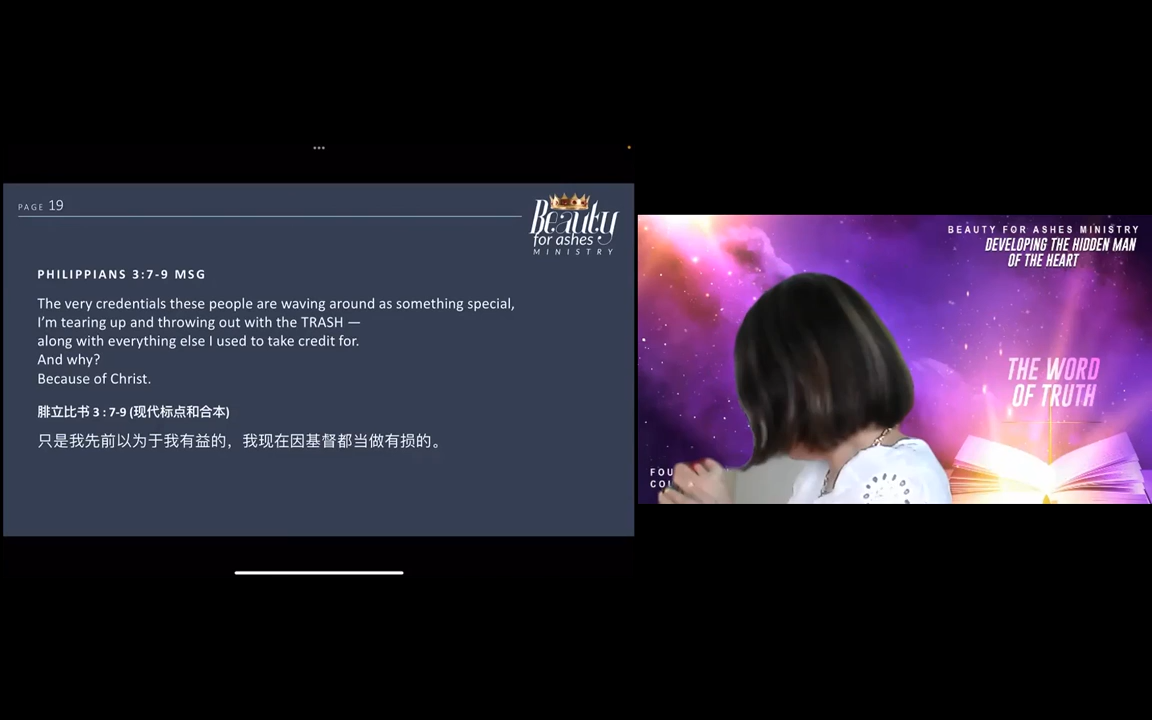 PAGE 19
Beauty
for ashes
MINISTRY
PHILIPPIANS 3:7-9 MSG
The very credentials these people are waving around as something special,
I'm tearing up and throwing out with the TRASH —
along with everything else I used to take credit for.
And why?
Because of Christ.
腓立比书 3 : 7-9 (现代标点和合本)
只是我先前以为于我有益的，我现在因基督都当做有损的。
BEAUTY FOR ASHES MINISTRY
DEVELOPING THE HIDDEN MAN
OF THE HEART
THE WORD
OF TRUTH